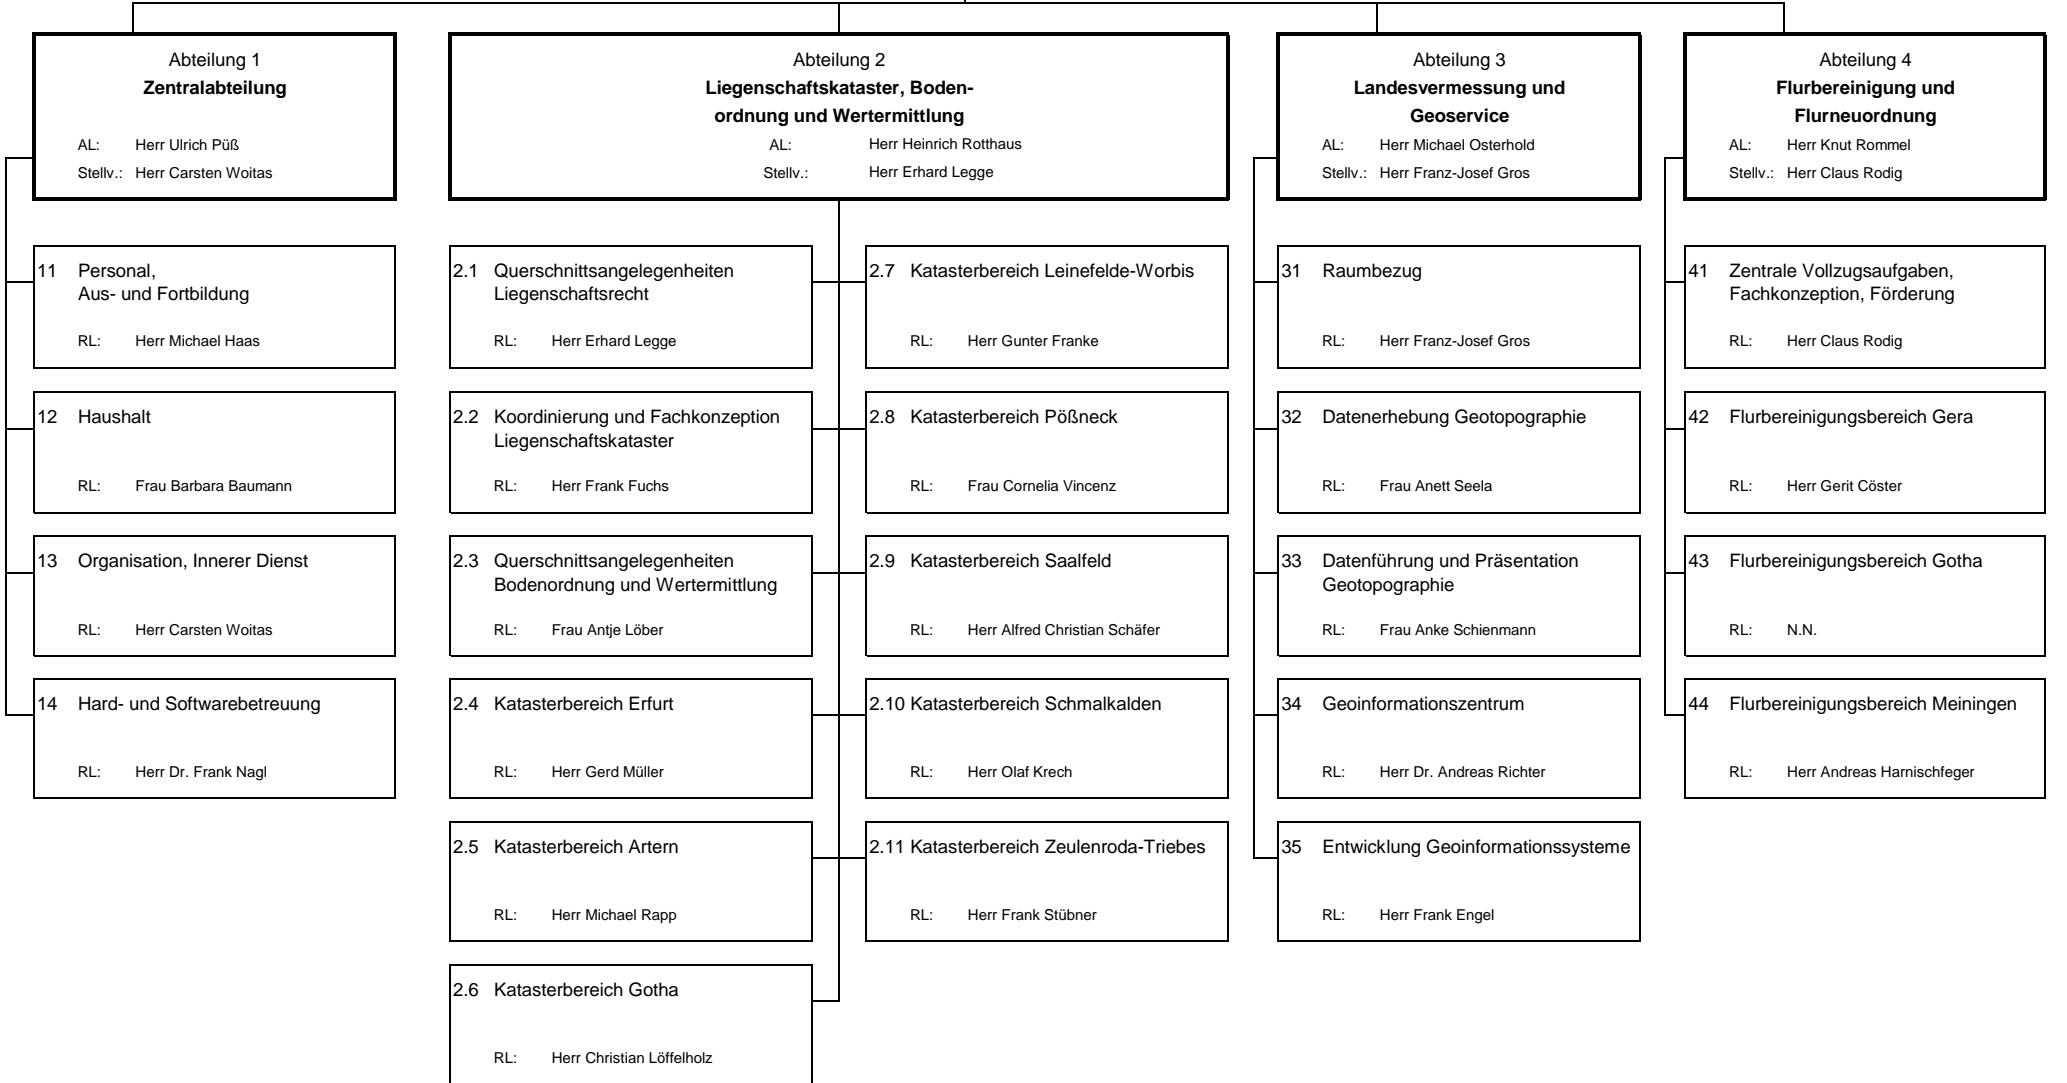 Abteilung 1
Zentralabteilung
AL: Herr Ulrich Püß
Stellv.: Herr Carsten Woitas
11 Personal,
Aus- und Fortbildung
RL: Herr Michael Haas
12 Haushalt
RL: Frau Barbara Baumann
13 Organisation, Innerer Dienst
RL: Herr Carsten Woitas
14 Hard- und Softwarebetreuung
RL: Herr Dr. Frank Nagl
Abteilung 2
Liegenschaftskataster, Boden-
ordnung und Wertermittlung
AL: Herr Heinrich Rotthaus
Stellv.: Herr Erhard Legge
2.1 Querschnittsangelegenheiten
Liegenschaftsrecht
RL: Herr Erhard Legge
2.2 Koordinierung und Fachkonzeption
Liegenschaftskataster
RL: Herr Frank Fuchs
2.3 Querschnittsangelegenheiten
Bodenordnung und Wertermittlung
RL: Frau Antje Löber
2.4 Katasterbereich Erfurt
RL: Herr Gerd Müller
2.5 Katasterbereich Artern
RL: Herr Michael Rapp
2.6 Katasterbereich Gotha
RL: Herr Christian Löffelholz
2.7 Katasterbereich Leinefelde-Worbis
RL: Herr Gunter Franke
2.8 Katasterbereich Pößneck
RL: Frau Cornelia Vincenz
2.9 Katasterbereich Saalfeld
RL: Herr Alfred Christian Schäfer
2.10 Katasterbereich Schmalkalden
RL: Herr Olaf Krech
2.11 Katasterbereich Zeulenroda-Triebes
RL: Herr Frank Stübner
Abteilung 3
Landesvermessung und
Geoservice
AL: Herr Michael Osterhold
Stellv.: Herr Franz-Josef Gros
31 Raumbezug
RL: Herr Franz-Josef Gros
32 Datenerhebung Geotopographie
RL: Frau Anett Seela
33 Datenführung und Präsentation
Geotopographie
RL: Frau Anke Schienmann
34 Geoinformationszentrum
RL: Herr Dr. Andreas Richter
35 Entwicklung Geoinformationssysteme
RL: Herr Frank Engel
Abteilung 4
Flurbereinigung und
Flurneuordnung
AL: Herr Knut Rommel
Stellv.: Herr Claus Rodig
41 Zentrale Vollzugsaufgaben,
Fachkonzeption, Förderung
RL: Herr Claus Rodig
42 Flurbereinigungsbereich Gera
RL: Herr Gerit Cöster
43 Flurbereinigungsbereich Gotha
RL: N.N.
44 Flurbereinigungsbereich Meiningen
RL: Herr Andreas Harnischfeger